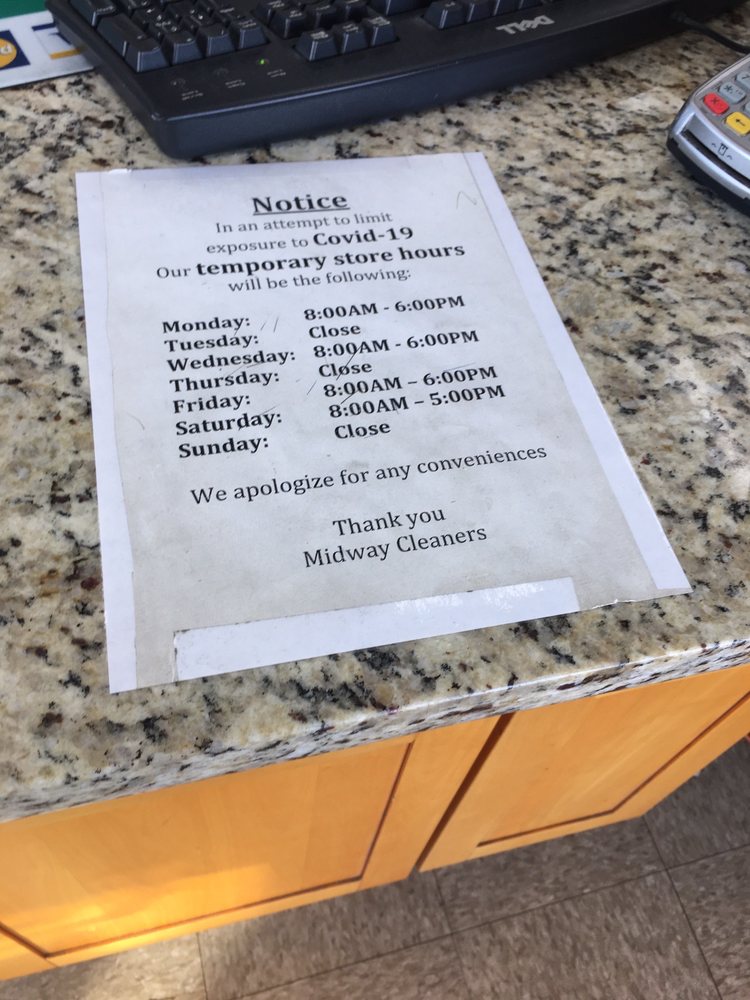 DELL
Notice
In an attempt to limit
exposure to Covid-19
Our temporary store hours
will be the following:
Monday: 8:00AM - 6:00PM
Tuesday: Close
Wednesday: 8:00AM - 6:00PM
Thursday: Close
Friday: 8:00AM – 6:00PM
Saturday: 8:00AM – 5:00PM
Sunday: Close
We apologize for any conveniences
Thank you
Midway Cleaners